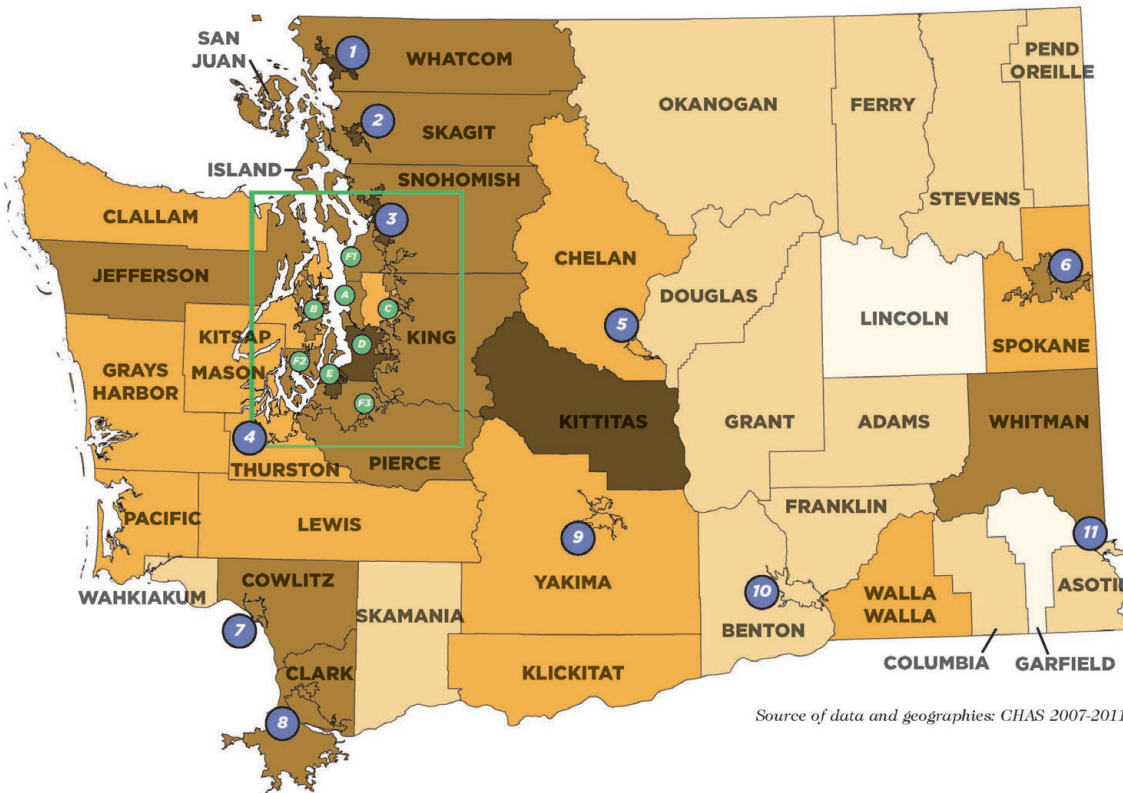 SAN
JUAN
1
WHATCOM
PEND
OREILLE
OKANOGAN
FERRY
2
SKAGIT
ISLAND
SNOHOMISH
STEVENS
CLALLAM
3
F1
CHELAN
6
JEFFERSON
A
DOUGLAS
B
C
LINCOLN
5
KITSAP
KING
D
SPOKANE
GRAYS
HARBOR
MASON
F2
E
F3
KITTITAS
GRANT
ADAMS
WHITMAN
4
THURSTON
PIERCE
FRANKLIN
PACIFIC
LEWIS
9
11
YAKIMA
COWLITZ
WAHKIAKUM
SKAMANIA
10
WALLA
WALLA
ASOTI
7
BENTON
COLUMBIA
GARFIELD
CLARK
KLICKITAT
8
Source of data and geographies: CHAS 2007-2011